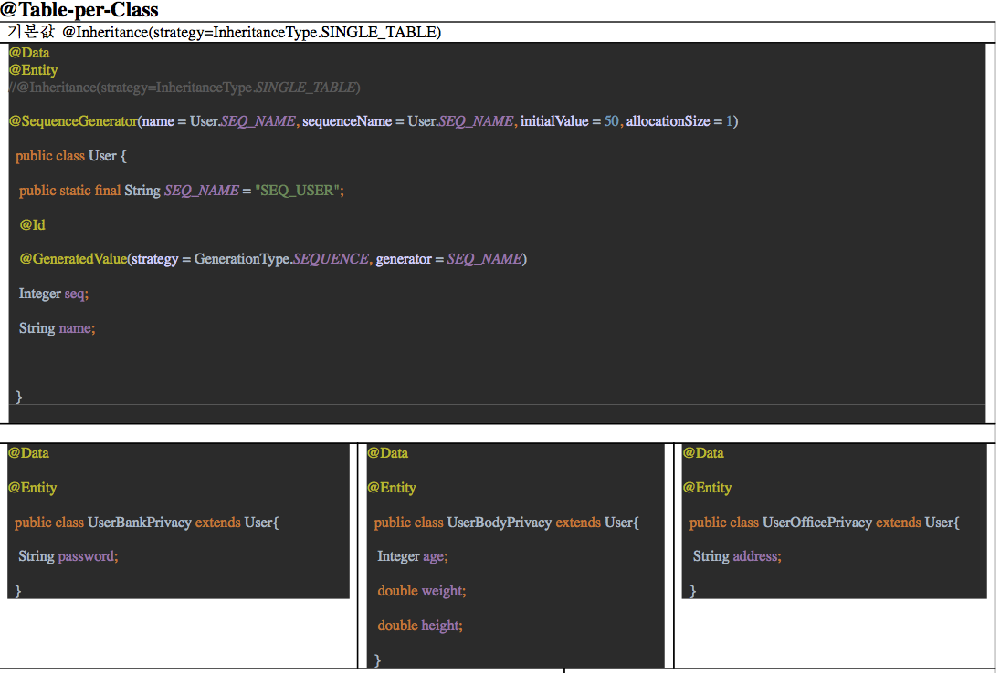 @Table-per-Class
기본값 @Inheritance(strategy=InheritanceType.SINGLE_TABLE)
@Data
@Entity
//@Inheritance(strategy=InheritanceType.SINGLE_TABLE)
@SequenceGenerator(name = User.SEQ_NAME, sequenceName = User.SEQ_NAME, initialValue = 50, allocationSize = 1)
public class User {
public static final String SEQ_NAME = "SEQ_USER";
@Id
@GeneratedValue(strategy = GenerationType.SEQUENCE, generator = SEQ_NAME)
Integer seq;
String name;
}
@Data
@Entity
public class UserBankPrivacy extends User{
String password;
}
@Data
@Entity
public class UserBodyPrivacy extends User{
Integer age;
double weight;
double height;
}
@Data
@Entity
public class UserOfficePrivacy extends User{
String address;
}